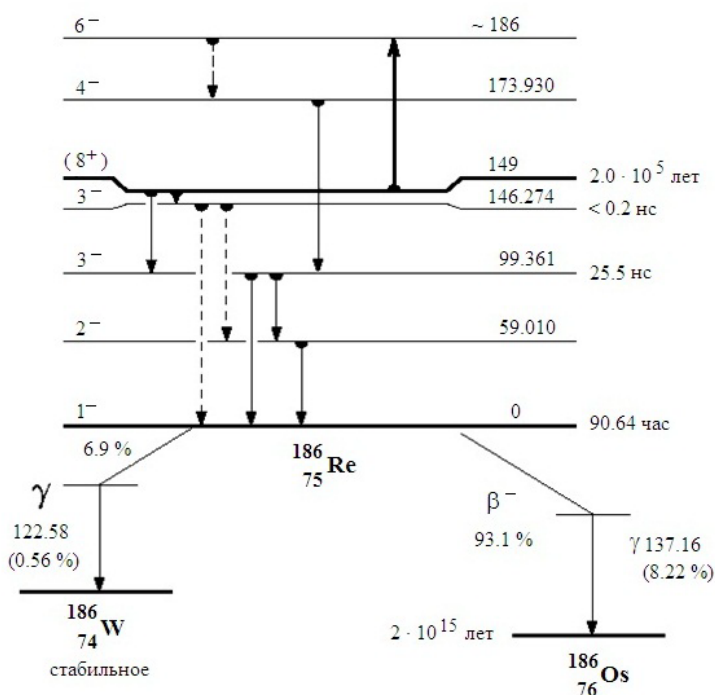 6⁻ ~ 186
4⁻ 173.930
(8⁺) 149 2.0 · 10⁵ лет
3⁻ 146.274 < 0.2 нс
3⁻ 99.361 25.5 нс
2⁻ 59.010
1⁻ 0 90.64 час
6.9 %
186
75 Re
γ
122.58
(0.56 %)
β⁻
93.1 %
γ 137.16
(8.22 %)
186
74 W
стабильное
2 · 10¹⁵ лет
186
76 Os